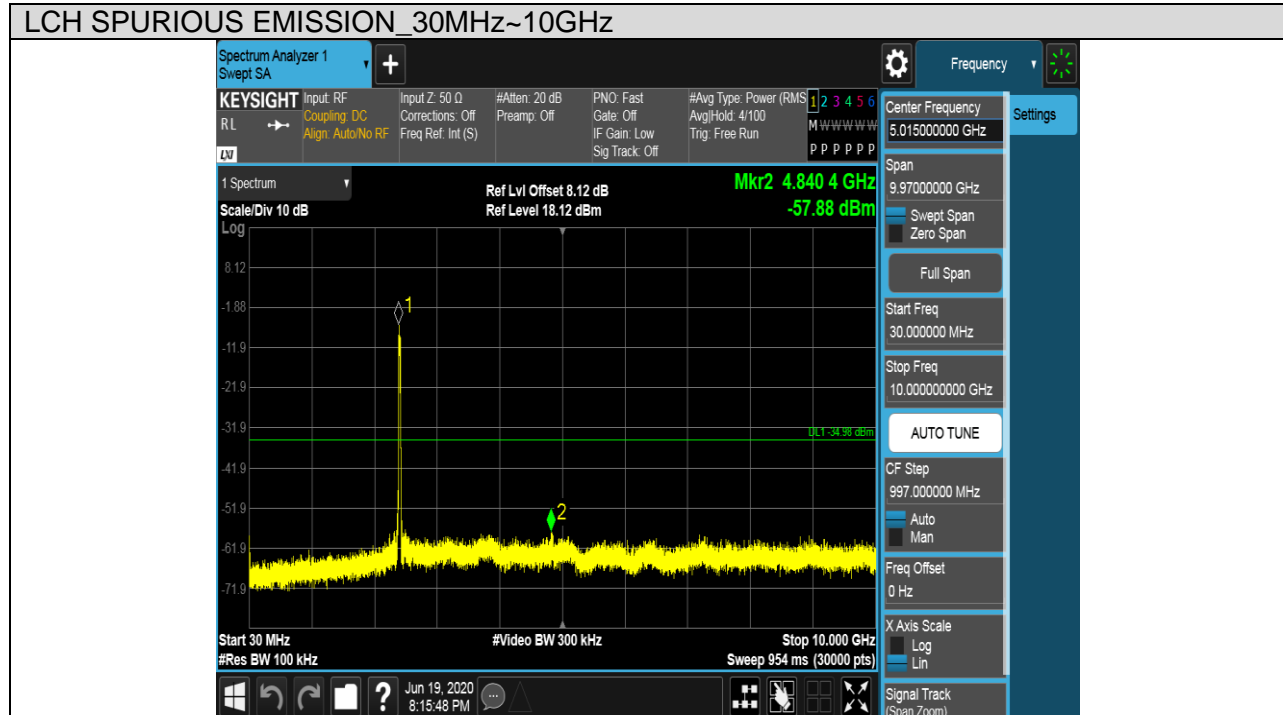 LCH SPURIOUS EMISSION_30MHz~10GHz
Spectrum Analyzer 1
Swept SA
+
Frequency
KEYSIGHT
RL
LXI
Input: RF
Coupling: DC
Align: Auto/No RF
Input Z: 50 Ω
Corrections: Off
Freq Ref: Int (S)
#Atten: 20 dB
Preamp: Off
PNO: Fast
Gate: Off
IF Gain: Low
Sig Track: Off
#Avg Type: Power (RMS
Avg|Hold: 4/100
Trig: Free Run
1 2 3 4 5 6
M W W W W W
P P P P P P
1 Spectrum
Scale/Div 10 dB
Ref Lvl Offset 8.12 dB
Ref Level 18.12 dBm
Mkr2 4.840 4 GHz
-57.88 dBm
Log
8.12
-1.88
-11.9
-21.9
-31.9
-41.9
-51.9
-61.9
-71.9
1
2
DL1 -34.98 dBm
Start 30 MHz
#Res BW 100 kHz
#Video BW 300 kHz
Stop 10.000 GHz
Sweep 954 ms (30000 pts)
Center Frequency
5.015000000 GHz
Settings
Span
9.97000000 GHz
Swept Span
Zero Span
Full Span
Start Freq
30.000000 MHz
Stop Freq
10.000000000 GHz
AUTO TUNE
CF Step
997.000000 MHz
Auto
Man
Freq Offset
0 Hz
X Axis Scale
Log
Lin
Signal Track
(Span Zoom)
?
Jun 19, 2020
8:15:48 PM